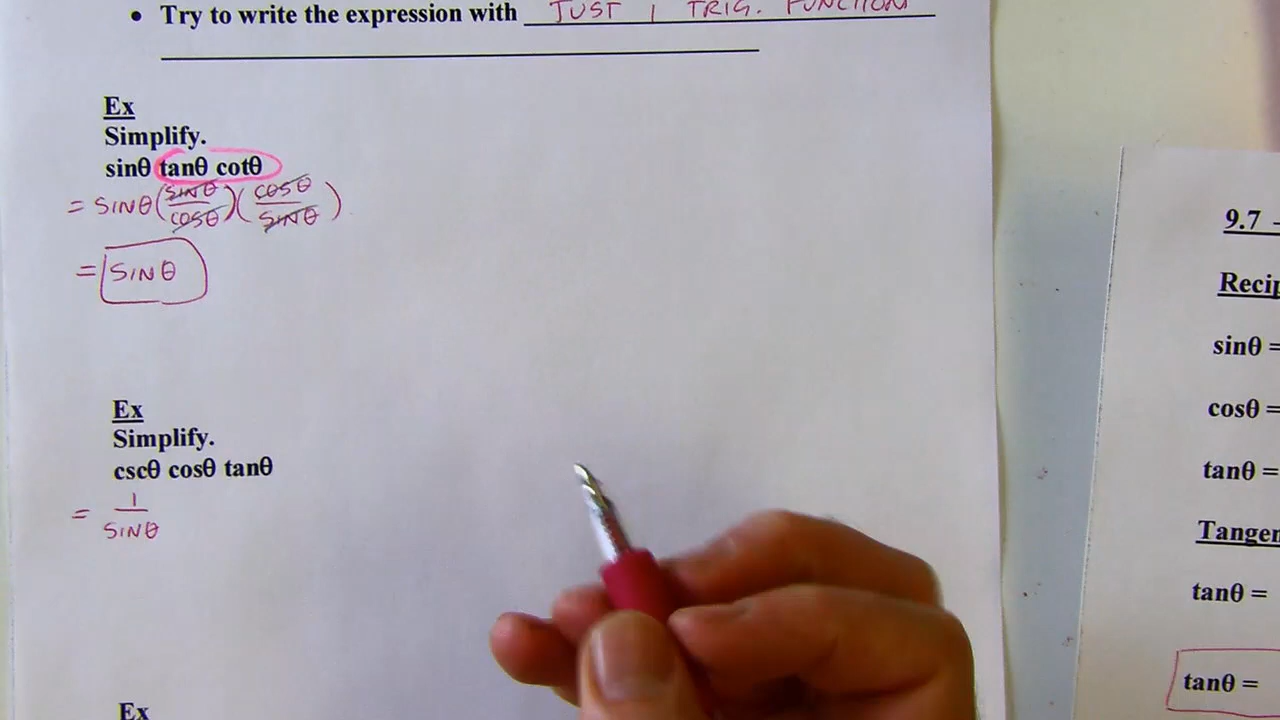 • Try to write the expression with JUST 1 TRIG. FUNCTION
Ex
Simplify.
sinθ tanθ cotθ
= SINθ(SINθ/COSθ)(COSθ/SINθ)
= SINθ
Ex
Simplify.
cscθ cosθ tanθ
= 1/SINθ
Ex
9.7 -
Recip
sinθ =
cosθ =
tanθ =
Tangen
tanθ =
tanθ =